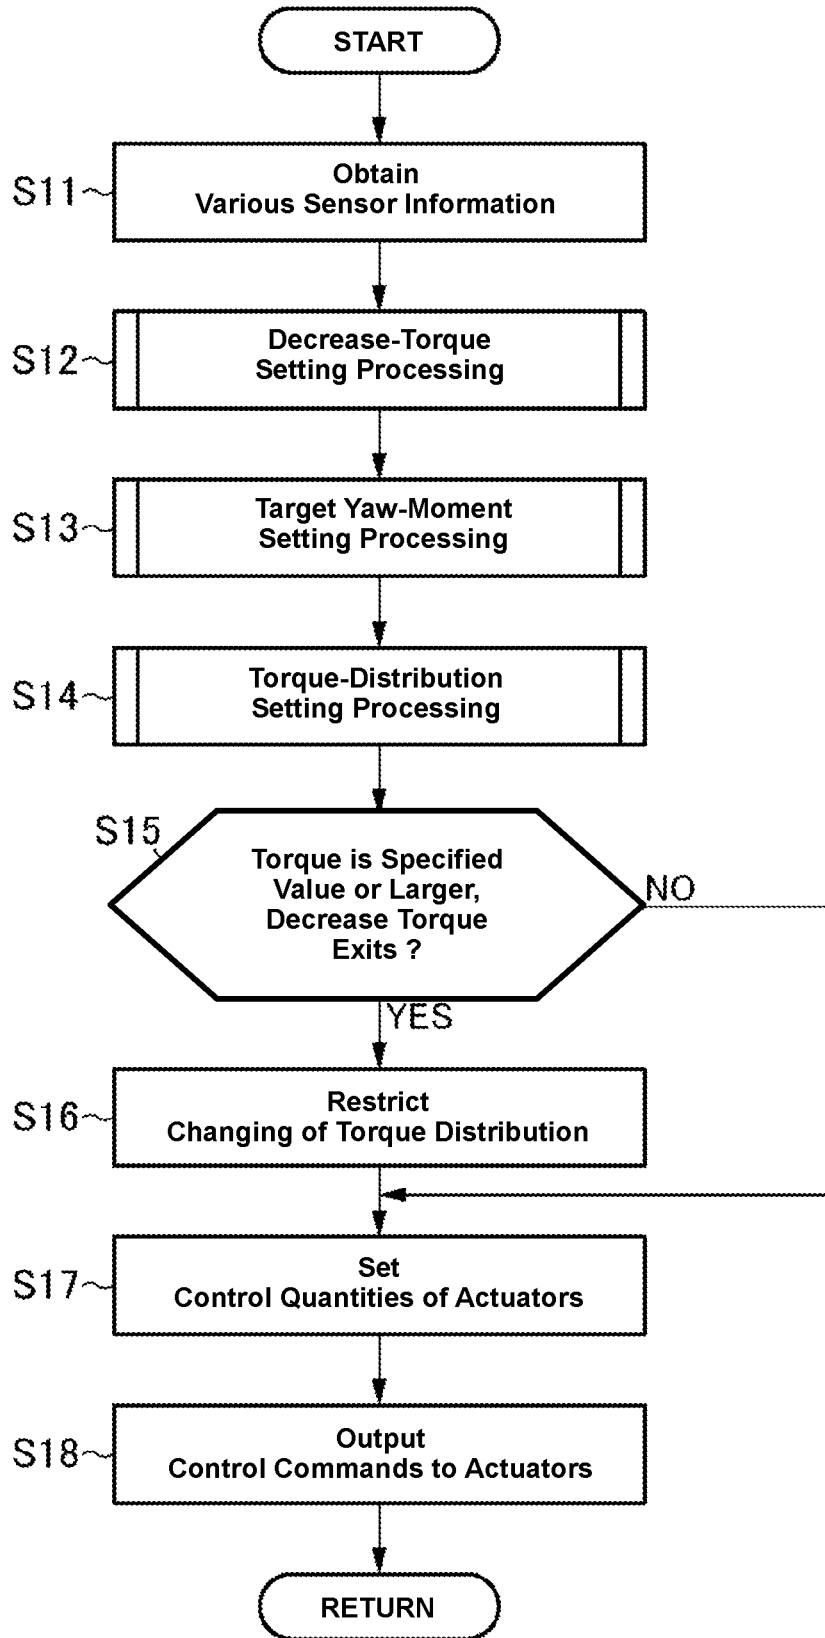 START
S11
Obtain
Various Sensor Information
S12
Decrease-Torque
Setting Processing
S13
Target Yaw-Moment
Setting Processing
S14
Torque-Distribution
Setting Processing
S15
Torque is Specified
Value or Larger,
Decrease Torque
Exits ?
NO
YES
S16
Restrict
Changing of Torque Distribution
S17
Set
Control Quantities of Actuators
S18
Output
Control Commands to Actuators
RETURN